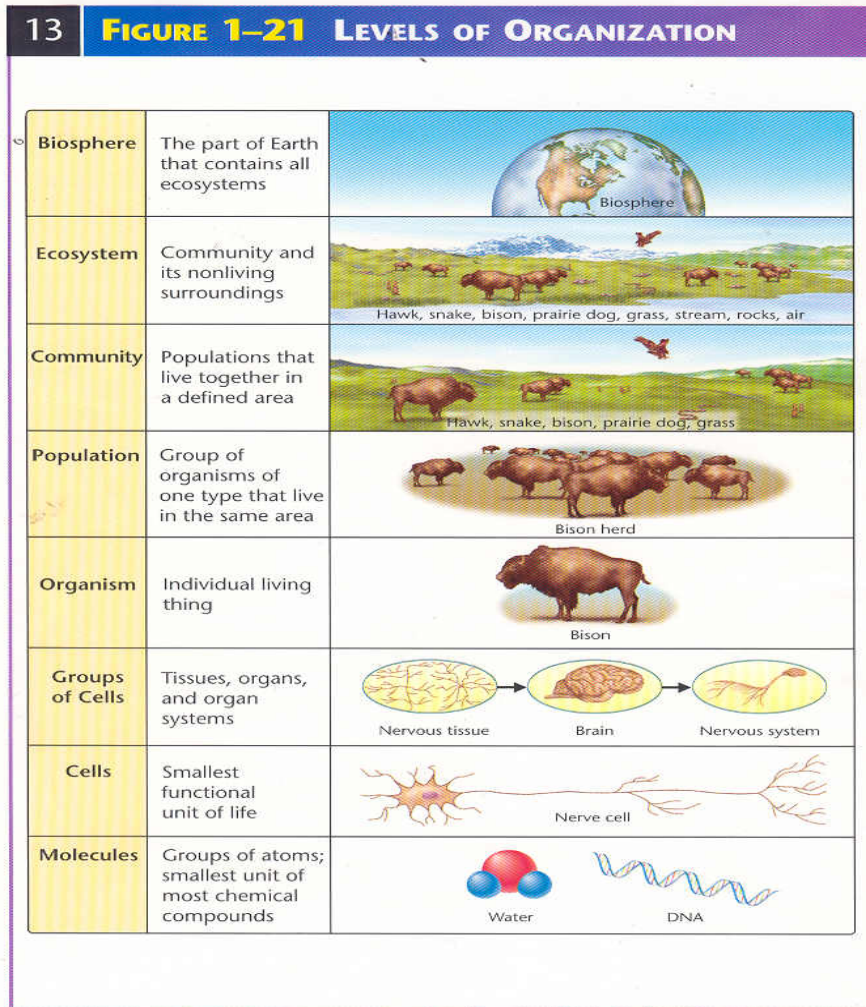 13 FIGURE 1–21 LEVELS OF ORGANIZATION
Biosphere
The part of Earth
that contains all
ecosystems
Biosphere
Ecosystem
Community and
its nonliving
surroundings
Hawk, snake, bison, prairie dog, grass, stream, rocks, air
Community
Populations that
live together in
a defined area
Hawk, snake, bison, prairie dog, grass
Population
Group of
organisms of
one type that live
in the same area
Bison herd
Organism
Individual living
thing
Bison
Groups
of Cells
Tissues, organs,
and organ
systems
Nervous tissue
Brain
Nervous system
Cells
Smallest
functional
unit of life
Nerve cell
Molecules
Groups of atoms;
smallest unit of
most chemical
compounds
Water
DNA